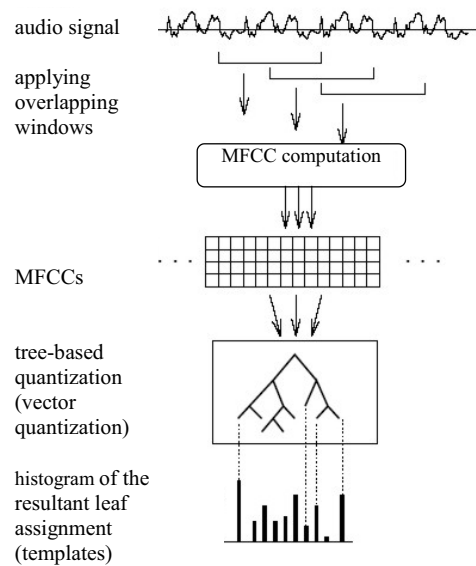 audio signal
applying
overlapping
windows
MFCC computation
. . .
. . .
MFCCs
tree-based
quantization
(vector
quantization)
histogram of the
resultant leaf
assignment
(templates)